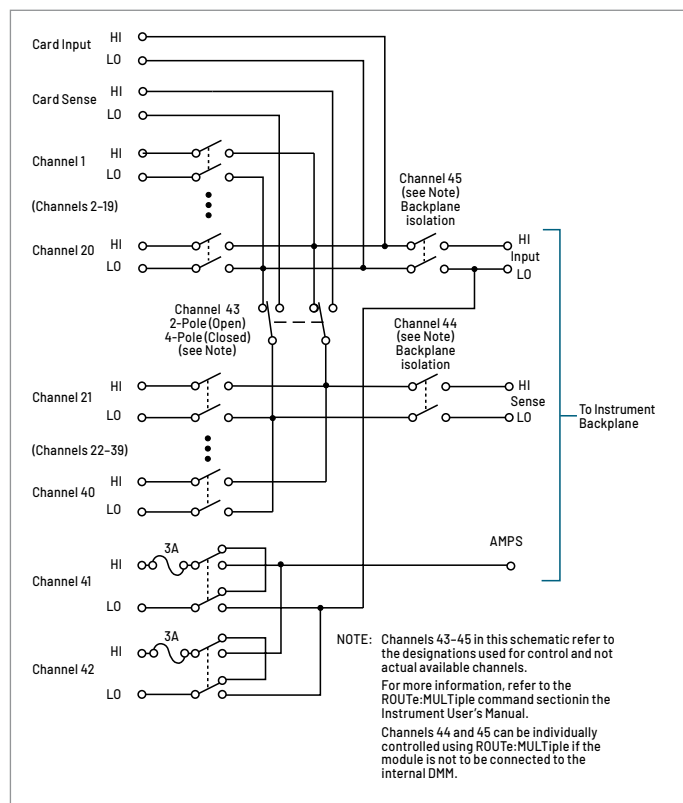 Card Input HI
LO
Card Sense HI
LO
Channel 1 HI
LO
(Channels 2–19)
Channel 20 HI
LO
Channel 45
(see Note)
Backplane
isolation
HI
Input
LO
Channel 43
2-Pole (Open)
4-Pole (Closed)
(see Note)
Channel 44
(see Note)
Backplane
isolation
Channel 21 HI
LO
HI
Sense
LO
To Instrument
Backplane
(Channels 22–39)
Channel 40 HI
LO
AMPS
3A
Channel 41 HI
LO
3A
Channel 42 HI
LO
NOTE: Channels 43–45 in this schematic refer to
the designations used for control and not
actual available channels.
For more information, refer to the
ROUTe:MULTiple command sectionin the
Instrument User's Manual.
Channels 44 and 45 can be individually
controlled using ROUTe:MULTiple if the
module is not to be connected to the
internal DMM.